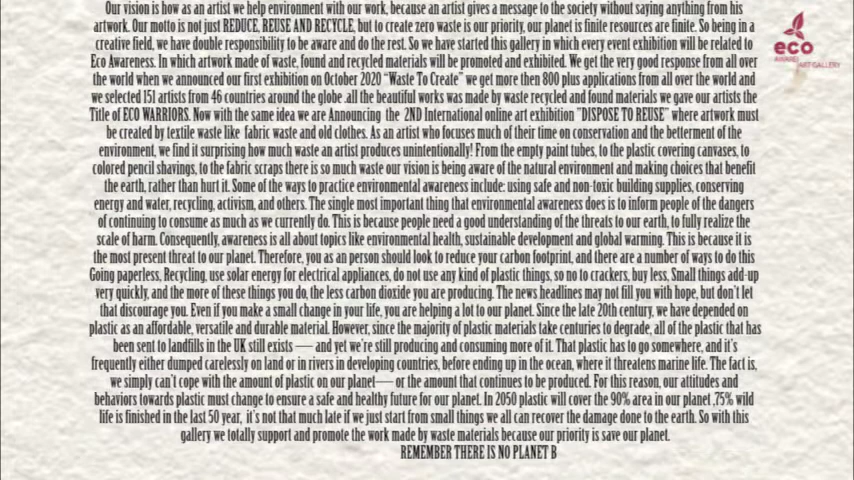 Our vision is how as an artist we help environment with our work, because an artist gives a message to the society without saying anything from his
artwork. Our motto is not just REDUCE, REUSE AND RECYCLE, but to create zero waste is our priority, our planet is finite resources are finite. So being in a
creative field, we have double responsibility to be aware and do the rest. So we have started this gallery in which every event exhibition will be related to
Eco Awareness. In which artwork made of waste, found and recycled materials will be promoted and exhibited. We get the very good response from all over
the world when we announced our first exhibition on October 2020 "Waste To Create" we get more then 800 plus applications from all over the world and
we selected 151 artists from 46 countries around the globe .all the beautiful works was made by waste recycled and found materials we gave our artists the
Title of ECO WARRIORS. Now with the same idea we are Announcing the 2ND International online art exhibition "DISPOSE TO REUSE" where artwork must
be created by textile waste like fabric waste and old clothes. As an artist who focuses much of their time on conservation and the betterment of the
environment, we find it surprising how much waste an artist produces unintentionally! From the empty paint tubes, to the plastic covering canvases, to
colored pencil shavings, to the fabric scraps there is so much waste our vision is being aware of the natural environment and making choices that benefit
the earth, rather than hurt it. Some of the ways to practice environmental awareness include: using safe and non-toxic building supplies, conserving
energy and water, recycling, activism, and others. The single most important thing that environmental awareness does is to inform people of the dangers
of continuing to consume as much as we currently do. This is because people need a good understanding of the threats to our earth, to fully realize the
scale of harm. Consequently, awareness is all about topics like environmental health, sustainable development and global warming. This is because it is
the most present threat to our planet. Therefore, you as an person should look to reduce your carbon footprint, and there are a number of ways to do this
Going paperless, Recycling, use solar energy for electrical appliances, do not use any kind of plastic things, so no to crackers, buy less. Small things add-up
very quickly, and the more of these things you do, the less carbon dioxide you are producing. The news headlines may not fill you with hope, but don't let
that discourage you. Even if you make a small change in your life, you are helping a lot to our planet. Since the late 20th century, we have depended on
plastic as an affordable, versatile and durable material. However, since the majority of plastic materials take centuries to degrade, all of the plastic that has
been sent to landfills in the UK still exists — and yet we're still producing and consuming more of it. That plastic has to go somewhere, and it's
frequently either dumped carelessly on land or in rivers in developing countries, before ending up in the ocean, where it threatens marine life. The fact is,
we simply can't cope with the amount of plastic on our planet— or the amount that continues to be produced. For this reason, our attitudes and
behaviors towards plastic must change to ensure a safe and healthy future for our planet. In 2050 plastic will cover the 90% area in our planet ,75% wild
life is finished in the last 50 year, it's not that much late if we just start from small things we all can recover the damage done to the earth. So with this
gallery we totally support and promote the work made by waste materials because our priority is save our planet.
REMEMBER THERE IS NO PLANET B
eco
AWARE
ART GALLERY